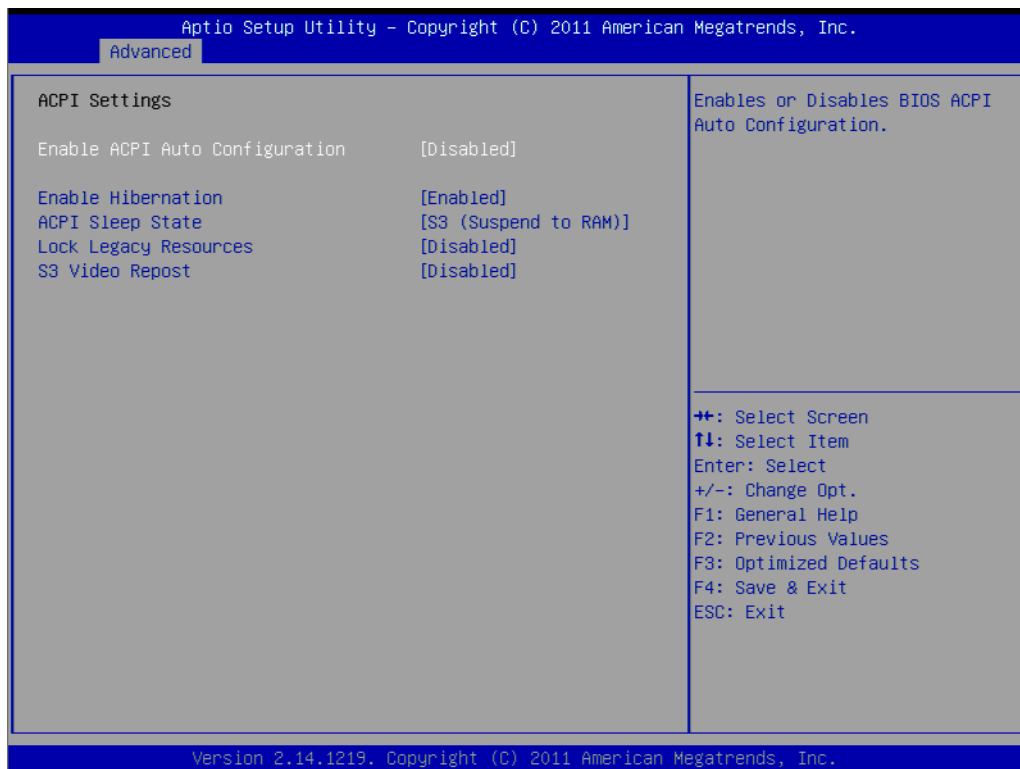 Aptio Setup Utility – Copyright (C) 2011 American Megatrends, Inc.
Advanced
ACPI Settings
Enable ACPI Auto Configuration [Disabled]
Enable Hibernation [Enabled]
ACPI Sleep State [S3 (Suspend to RAM)]
Lock Legacy Resources [Disabled]
S3 Video Repost [Disabled]
Enables or Disables BIOS ACPI
Auto Configuration.
→←: Select Screen
↑↓: Select Item
Enter: Select
+/-: Change Opt.
F1: General Help
F2: Previous Values
F3: Optimized Defaults
F4: Save & Exit
ESC: Exit
Version 2.14.1219. Copyright (C) 2011 American Megatrends, Inc.